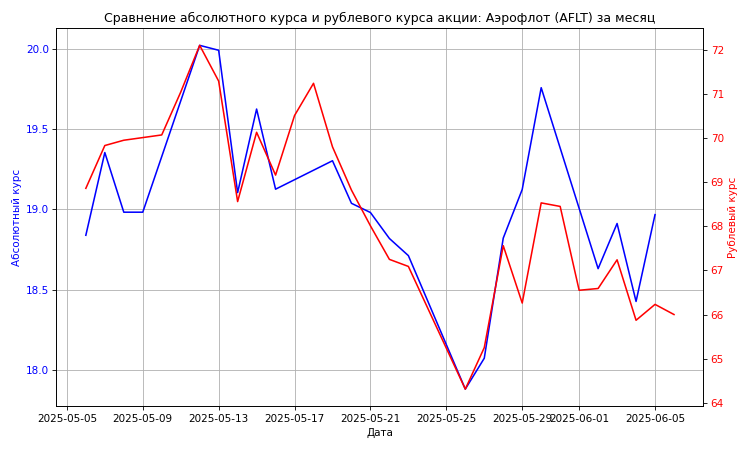 Сравнение абсолютного курса и рублевого курса акции: Аэрофлот (AFLT) за месяц
20.0
19.5
19.0
18.5
18.0
Абсолютный курс
72
71
70
69
68
67
66
65
64
Рублевый курс
2025-05-05 2025-05-09 2025-05-13 2025-05-17 2025-05-21 2025-05-25 2025-05-29 2025-06-01 2025-06-05
Дата